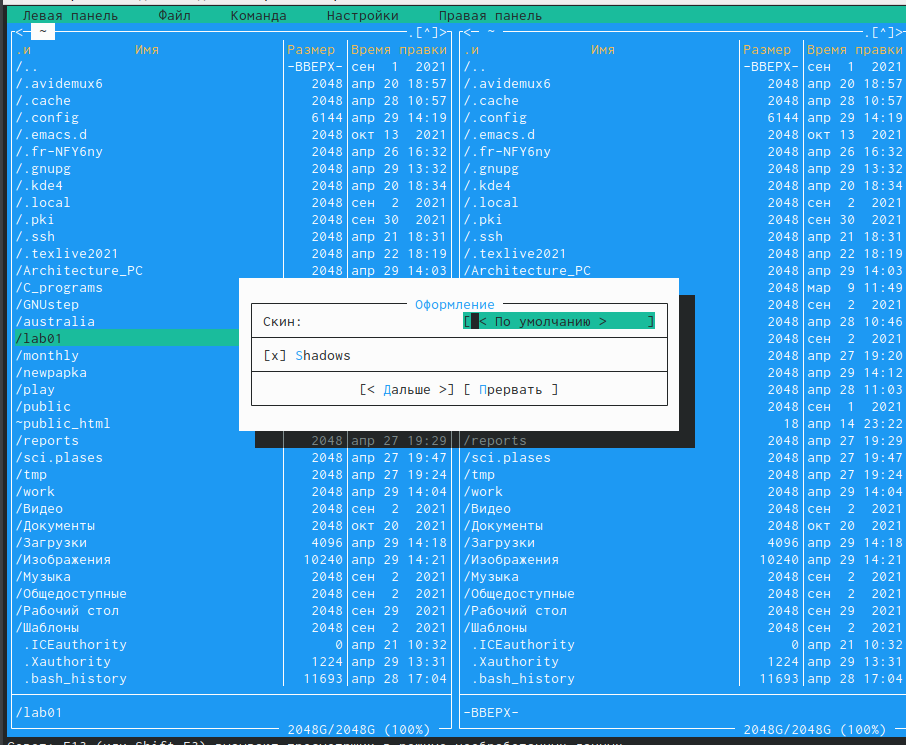 Левая панель Файл Команда Настройки Правая панель
<─ ~ .[^]> <─ ~ .[^]>
.и Имя Размер Время правки .и Имя Размер Время правки
/.. -ВВЕРХ- сен 1 2021 /.. -ВВЕРХ- сен 1 2021
/.avidemux6 2048 апр 20 18:57 /.avidemux6 2048 апр 20 18:57
/.cache 2048 апр 28 10:57 /.cache 2048 апр 28 10:57
/.config 6144 апр 29 14:19 /.config 6144 апр 29 14:19
/.emacs.d 2048 окт 13 2021 /.emacs.d 2048 окт 13 2021
/.fr-NFY6ny 2048 апр 26 16:32 /.fr-NFY6ny 2048 апр 26 16:32
/.gnupg 2048 апр 29 13:32 /.gnupg 2048 апр 29 13:32
/.kde4 2048 апр 20 18:34 /.kde4 2048 апр 20 18:34
/.local 2048 сен 2 2021 /.local 2048 сен 2 2021
/.pki 2048 сен 30 2021 /.pki 2048 сен 30 2021
/.ssh 2048 апр 21 18:31 /.ssh 2048 апр 21 18:31
/.texlive2021 2048 апр 22 18:19 /.texlive2021 2048 апр 22 18:19
/Architecture_PC 2048 апр 29 14:03 /Architecture_PC 2048 апр 29 14:03
/C_programs 2048 мар 9 11:49
/GNUstep Оформление 2048 сен 2 2021
/australia Скин: [ < По умолчанию > ] 2048 апр 28 10:46
/lab01 2048 сен 2 2021
/monthly [x] Shadows 2048 апр 27 19:20
/newpapka 2048 апр 29 14:12
/play [< Дальше >] [ Прервать ] 2048 апр 28 11:03
/public 2048 сен 1 2021
~public_html 18 апр 14 23:22
/reports 2048 апр 27 19:29 /reports 2048 апр 27 19:29
/sci.plases 2048 апр 27 19:47 /sci.plases 2048 апр 27 19:47
/tmp 2048 апр 27 19:24 /tmp 2048 апр 27 19:24
/work 2048 апр 29 14:04 /work 2048 апр 29 14:04
/Видео 2048 сен 2 2021 /Видео 2048 сен 2 2021
/Документы 2048 окт 20 2021 /Документы 2048 окт 20 2021
/Загрузки 4096 апр 29 14:18 /Загрузки 4096 апр 29 14:18
/Изображения 10240 апр 29 14:21 /Изображения 10240 апр 29 14:21
/Музыка 2048 сен 2 2021 /Музыка 2048 сен 2 2021
/Общедоступные 2048 сен 2 2021 /Общедоступные 2048 сен 2 2021
/Рабочий стол 2048 сен 29 2021 /Рабочий стол 2048 сен 29 2021
/Шаблоны 2048 сен 2 2021 /Шаблоны 2048 сен 2 2021
.ICEauthority 0 апр 21 10:32 .ICEauthority 0 апр 21 10:32
.Xauthority 1224 апр 29 13:31 .Xauthority 1224 апр 29 13:31
.bash_history 11693 апр 28 17:04 .bash_history 11693 апр 28 17:04
/lab01 -ВВЕРХ-
2048G/2048G (100%) 2048G/2048G (100%)